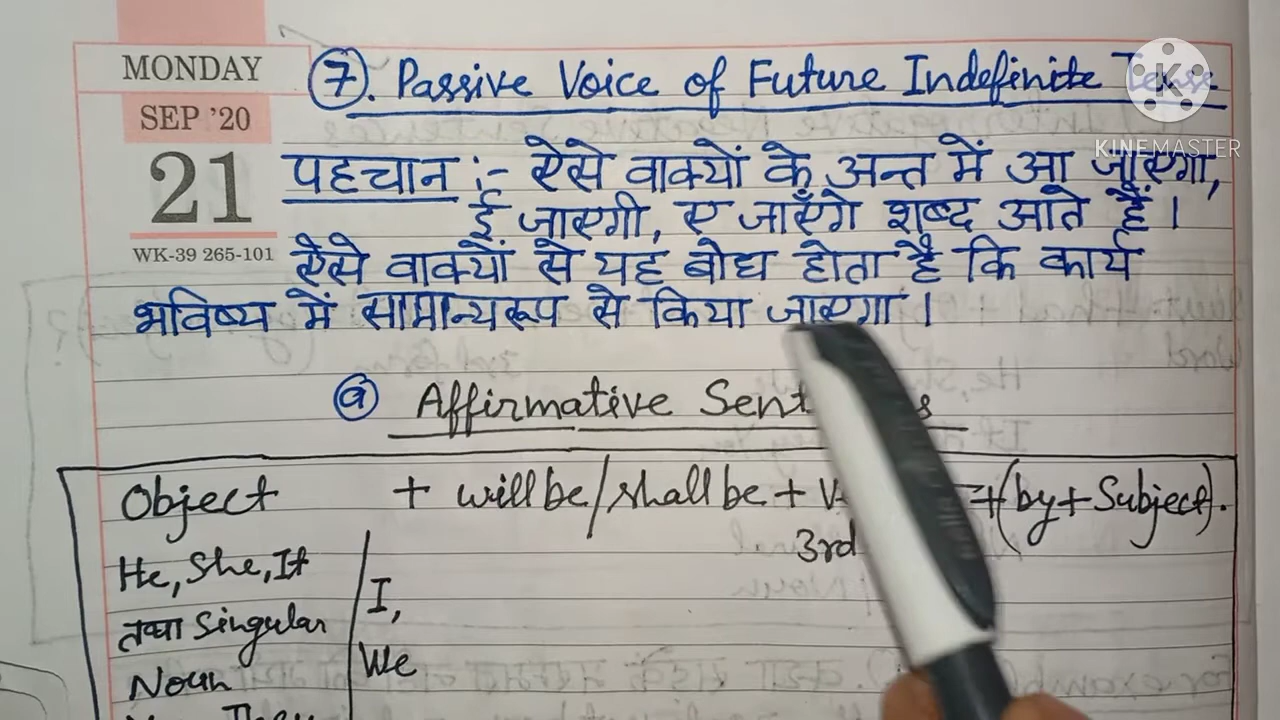 MONDAY
SEP '20
21
WK-39 265-101
⑦. Passive Voice of Future Indefinite Tense
KINEMASTER
पहचान :- ऐसे वाक्यों के अन्त में आ जाएगा,
ई जाएगी, ए जाएँगे शब्द आते हैं ।
ऐसे वाक्यों से यह बोध होता है कि कार्य
भविष्य में सामान्यरूप से किया जाएगा ।
ⓐ Affirmative
Object + will be/shall be + +(by+Subject).
3rd
He, She, It
I,
तथा Singular
We
Noun
They